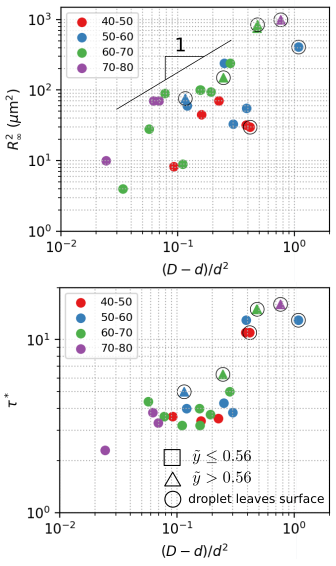 10³
10²
10¹
10⁰
R²∞ (μm²)
40-50
50-60
60-70
70-80
1
10⁻² 10⁻¹ 10⁰
(D − d)/d²
10¹
10⁰
τ*
40-50
50-60
60-70
70-80
ỹ ≤ 0.56
ỹ > 0.56
droplet leaves surface
10⁻² 10⁻¹ 10⁰
(D − d)/d²